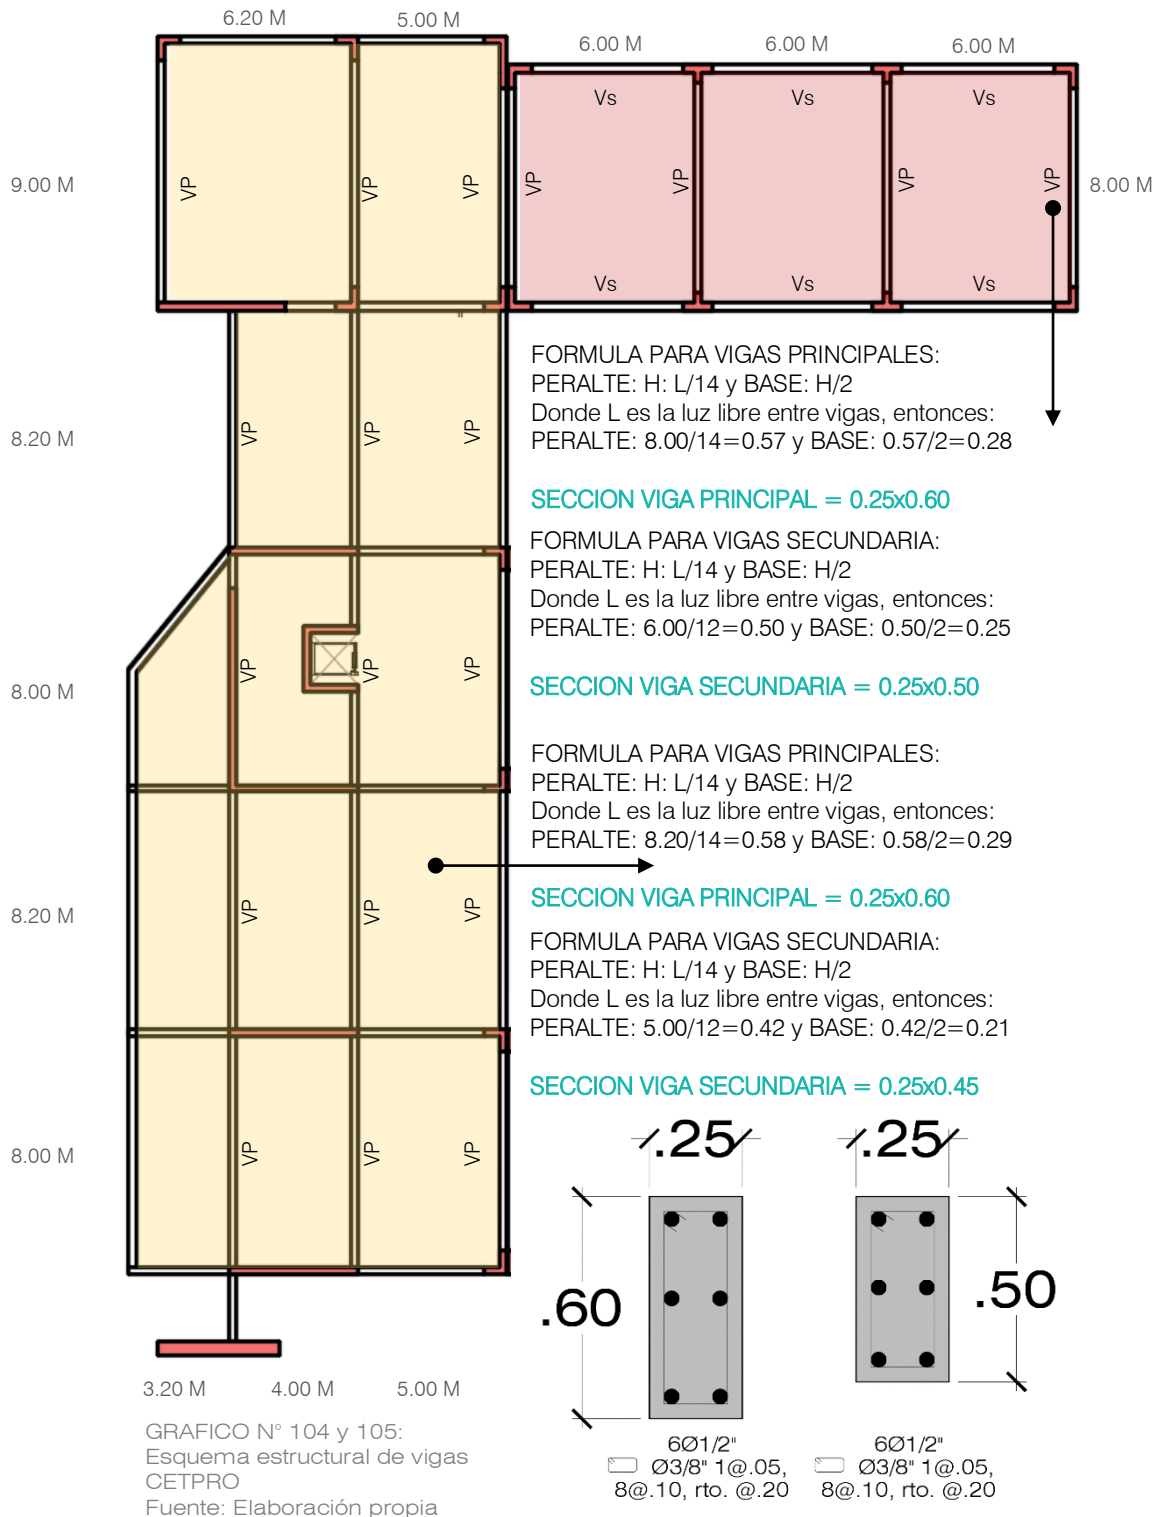 6.20 M
5.00 M
6.00 M
6.00 M
6.00 M
Vs
Vs
Vs
9.00 M
VP
VP
VP
VP
VP
VP
VP
8.00 M
Vs
Vs
Vs
FORMULA PARA VIGAS PRINCIPALES:
PERALTE: H: L/14 y BASE: H/2
Donde L es la luz libre entre vigas, entonces:
PERALTE: 8.00/14=0.57 y BASE: 0.57/2=0.28
8.20 M
VP
VP
VP
SECCION VIGA PRINCIPAL = 0.25x0.60
FORMULA PARA VIGAS SECUNDARIA:
PERALTE: H: L/14 y BASE: H/2
Donde L es la luz libre entre vigas, entonces:
PERALTE: 6.00/12=0.50 y BASE: 0.50/2=0.25
8.00 M
VP
VP
VP
SECCION VIGA SECUNDARIA = 0.25x0.50
FORMULA PARA VIGAS PRINCIPALES:
PERALTE: H: L/14 y BASE: H/2
Donde L es la luz libre entre vigas, entonces:
PERALTE: 8.20/14=0.58 y BASE: 0.58/2=0.29
8.20 M
VP
VP
VP
SECCION VIGA PRINCIPAL = 0.25x0.60
FORMULA PARA VIGAS SECUNDARIA:
PERALTE: H: L/14 y BASE: H/2
Donde L es la luz libre entre vigas, entonces:
PERALTE: 5.00/12=0.42 y BASE: 0.42/2=0.21
SECCION VIGA SECUNDARIA = 0.25x0.45
8.00 M
VP
VP
VP
.25
.25
.60
.50
3.20 M
4.00 M
5.00 M
6Ø1/2"
Ø3/8" 1@.05,
8@.10, rto. @.20
6Ø1/2"
Ø3/8" 1@.05,
8@.10, rto. @.20
GRAFICO N° 104 y 105:
Esquema estructural de vigas
CETPRO
Fuente: Elaboración propia